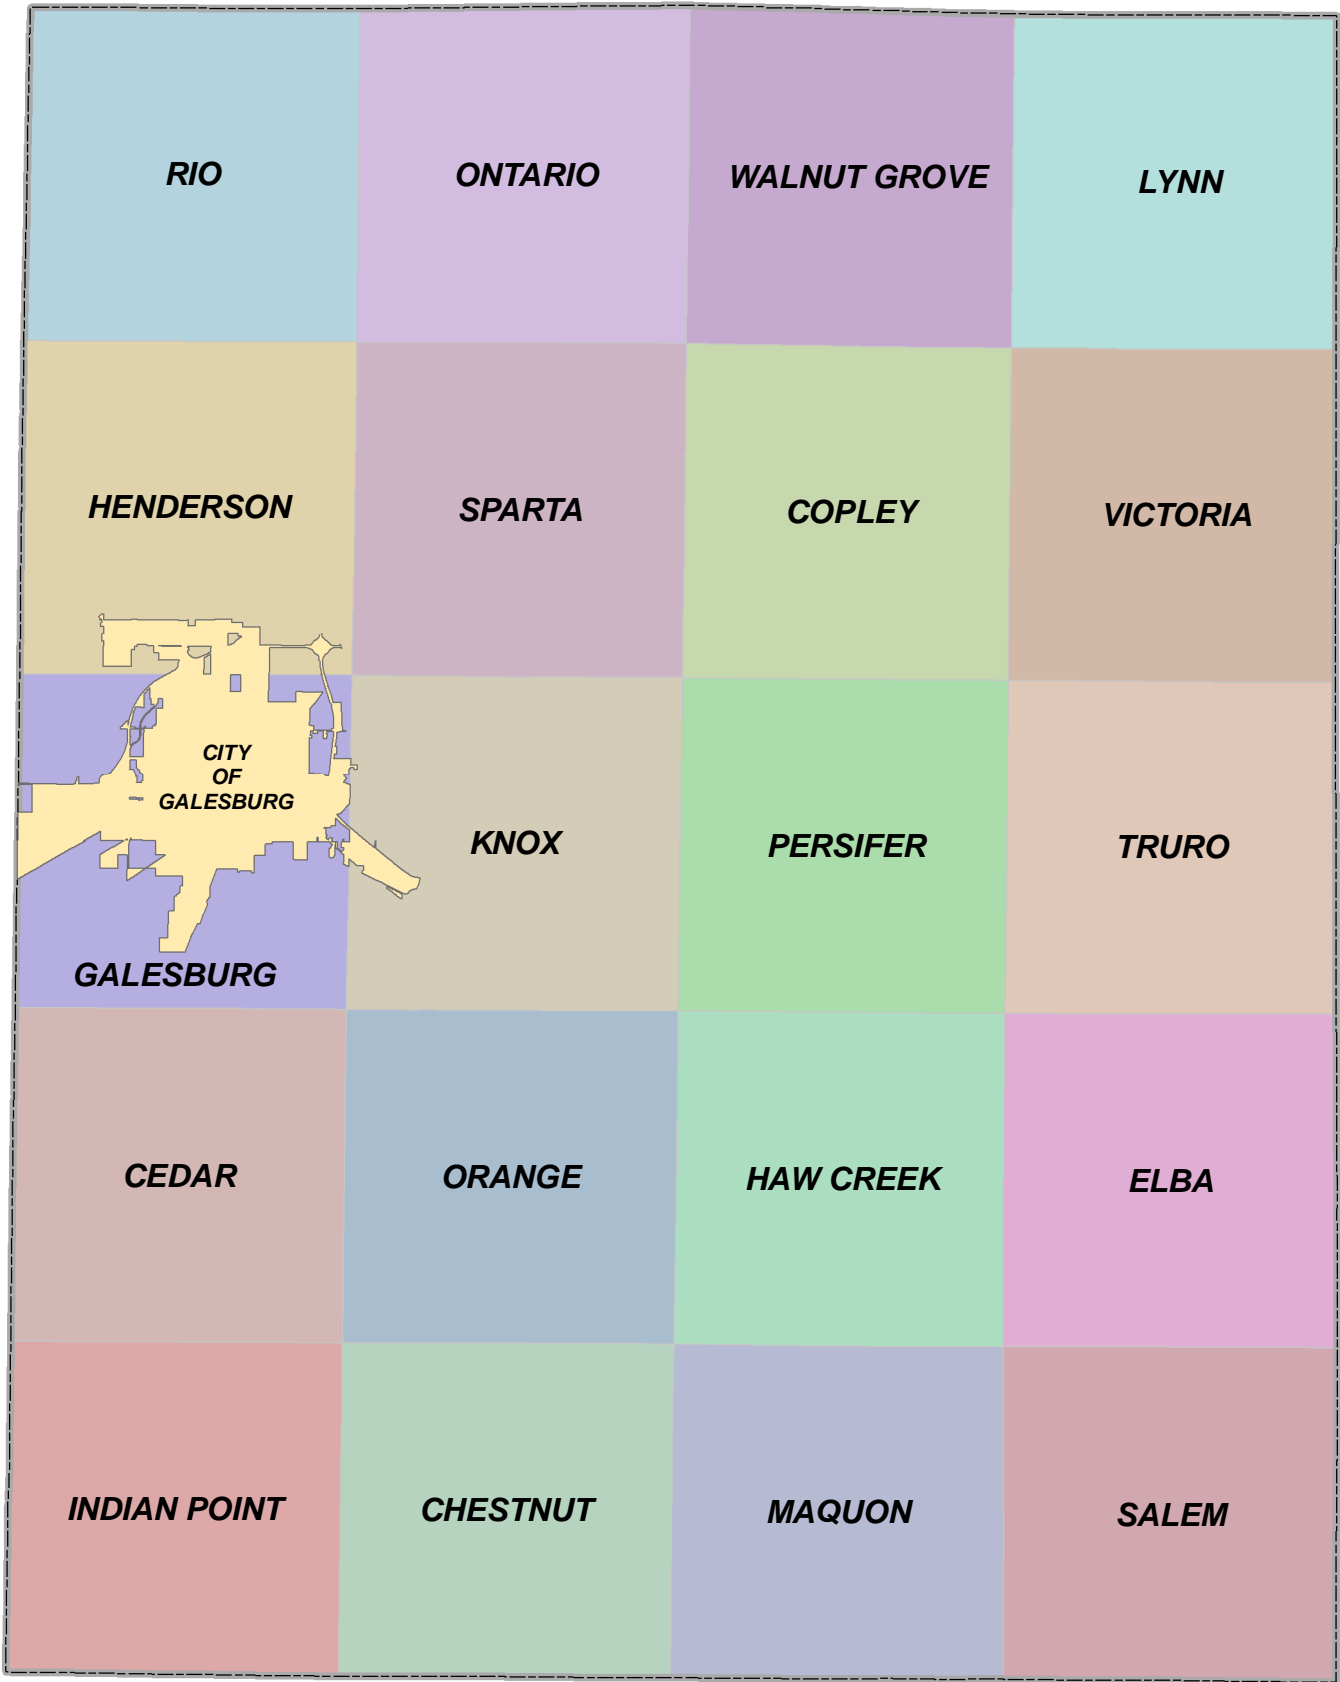 RIO
ONTARIO
WALNUT GROVE
LYNN
HENDERSON
SPARTA
COPLEY
VICTORIA
CITY
OF
GALESBURG
KNOX
PERSIFER
TRURO
GALESBURG
CEDAR
ORANGE
HAW CREEK
ELBA
INDIAN POINT
CHESTNUT
MAQUON
SALEM